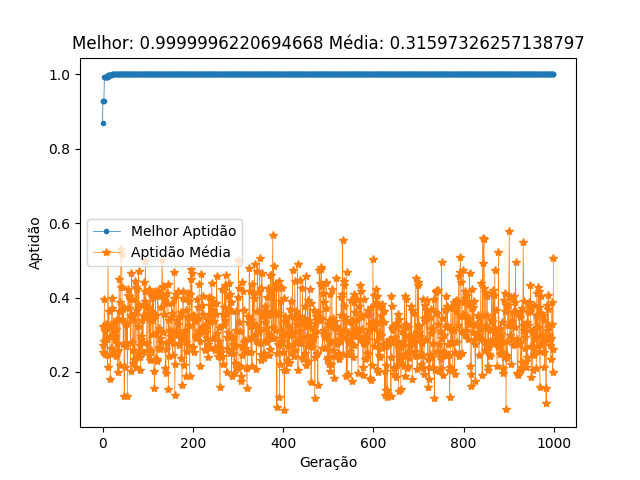 Melhor: 0.9999996220694668 Média: 0.31597326257138797
1.0
0.8
0.6
0.4
0.2
Aptidão
Melhor Aptidão
Aptidão Média
0 200 400 600 800 1000
Geração